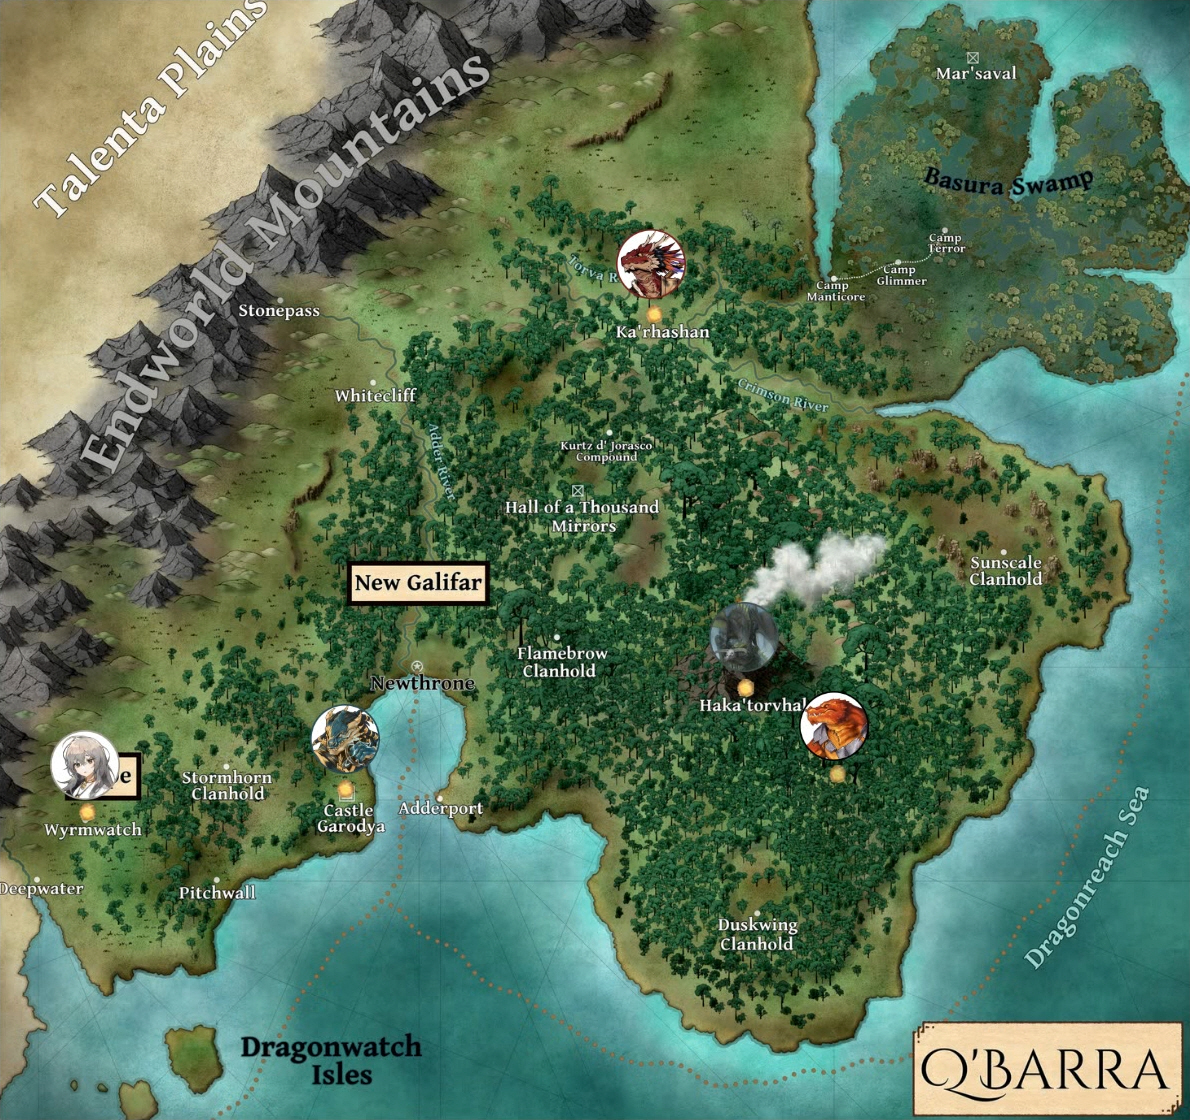 Talenta Plains
Endworld Mountains
Mar'saval
Basura Swamp
Camp
Terror
Camp
Glimmer
Camp
Manticore
Torva R
Stonepass
Ka'rhashan
Whitecliff
Crimson River
Adder River
Kurtz d' Jorasco
Compound
Hall of a Thousand
Mirrors
Sunscale
Clanhold
New Galifar
Flamebrow
Clanhold
Newthrone
Haka'torvhal
e
Stormhorn
Clanhold
Castle
Garodya
Adderport
Wyrmwatch
Deepwater
Pitchwall
Duskwing
Clanhold
Dragonreach Sea
Dragonwatch
Isles
Q'BARRA